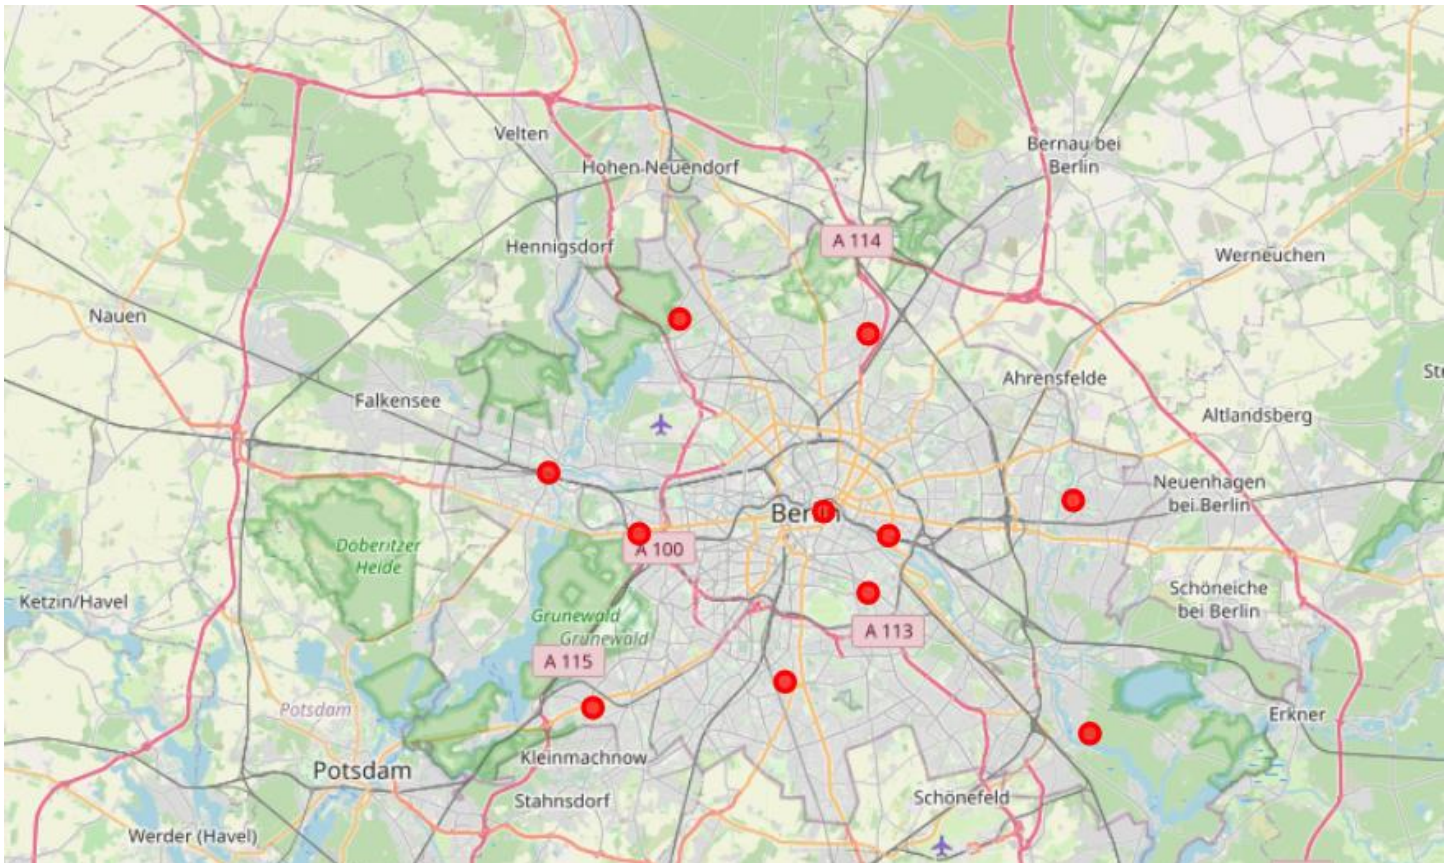 Velten
Hohen Neuendorf
Bernau bei
Berlin
A 114
Hennigsdorf
Werneuchen
Nauen
Ahrensfelde
Falkensee
Altlandsberg
Neuenhagen
bei Berlin
Berlin
Döberitzer
Heide
A 100
Schöneiche
bei Berlin
Ketzin/Havel
Grunewald
Grunewald
A 113
A 115
Potsdam
Erkner
Kleinmachnow
Potsdam
Stahnsdorf
Schönefeld
Werder (Havel)